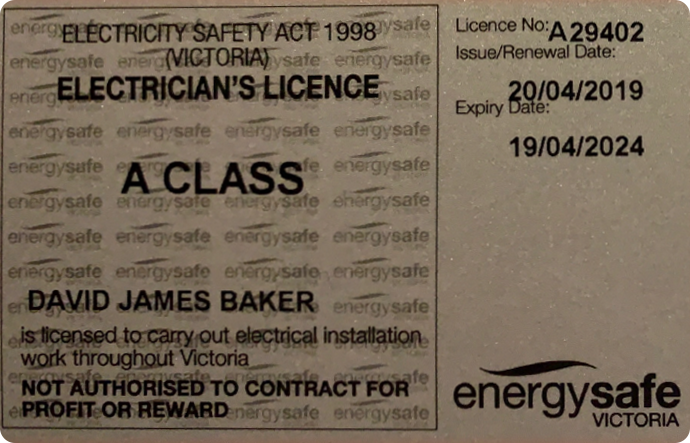 ELECTRICITY SAFETY ACT 1998
(VICTORIA)
ELECTRICIAN'S LICENCE
A CLASS
DAVID JAMES BAKER
is licensed to carry out electrical installation
work throughout Victoria
NOT AUTHORISED TO CONTRACT FOR
PROFIT OR REWARD
Licence No: A29402
Issue/Renewal Date:
20/04/2019
Expiry Date:
19/04/2024
energysafe
VICTORIA